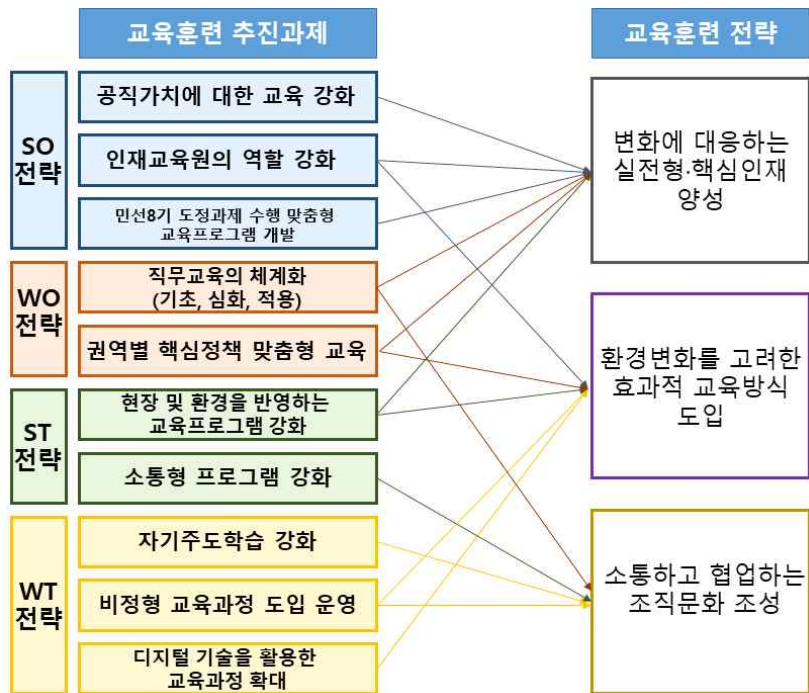 교육훈련 추진과제
교육훈련 전략
SO
전략
공직가치에 대한 교육 강화
인재교육원의 역할 강화
민선8기 도정과제 수행 맞춤형
교육프로그램 개발
WO
전략
직무교육의 체계화
(기초, 심화, 적용)
권역별 핵심정책 맞춤형 교육
ST
전략
현장 및 환경을 반영하는
교육프로그램 강화
소통형 프로그램 강화
WT
전략
자기주도학습 강화
비정형 교육과정 도입 운영
디지털 기술을 활용한
교육과정 확대
변화에 대응하는
실전형·핵심인재
양성
환경변화를 고려한
효과적 교육방식
도입
소통하고 협업하는
조직문화 조성